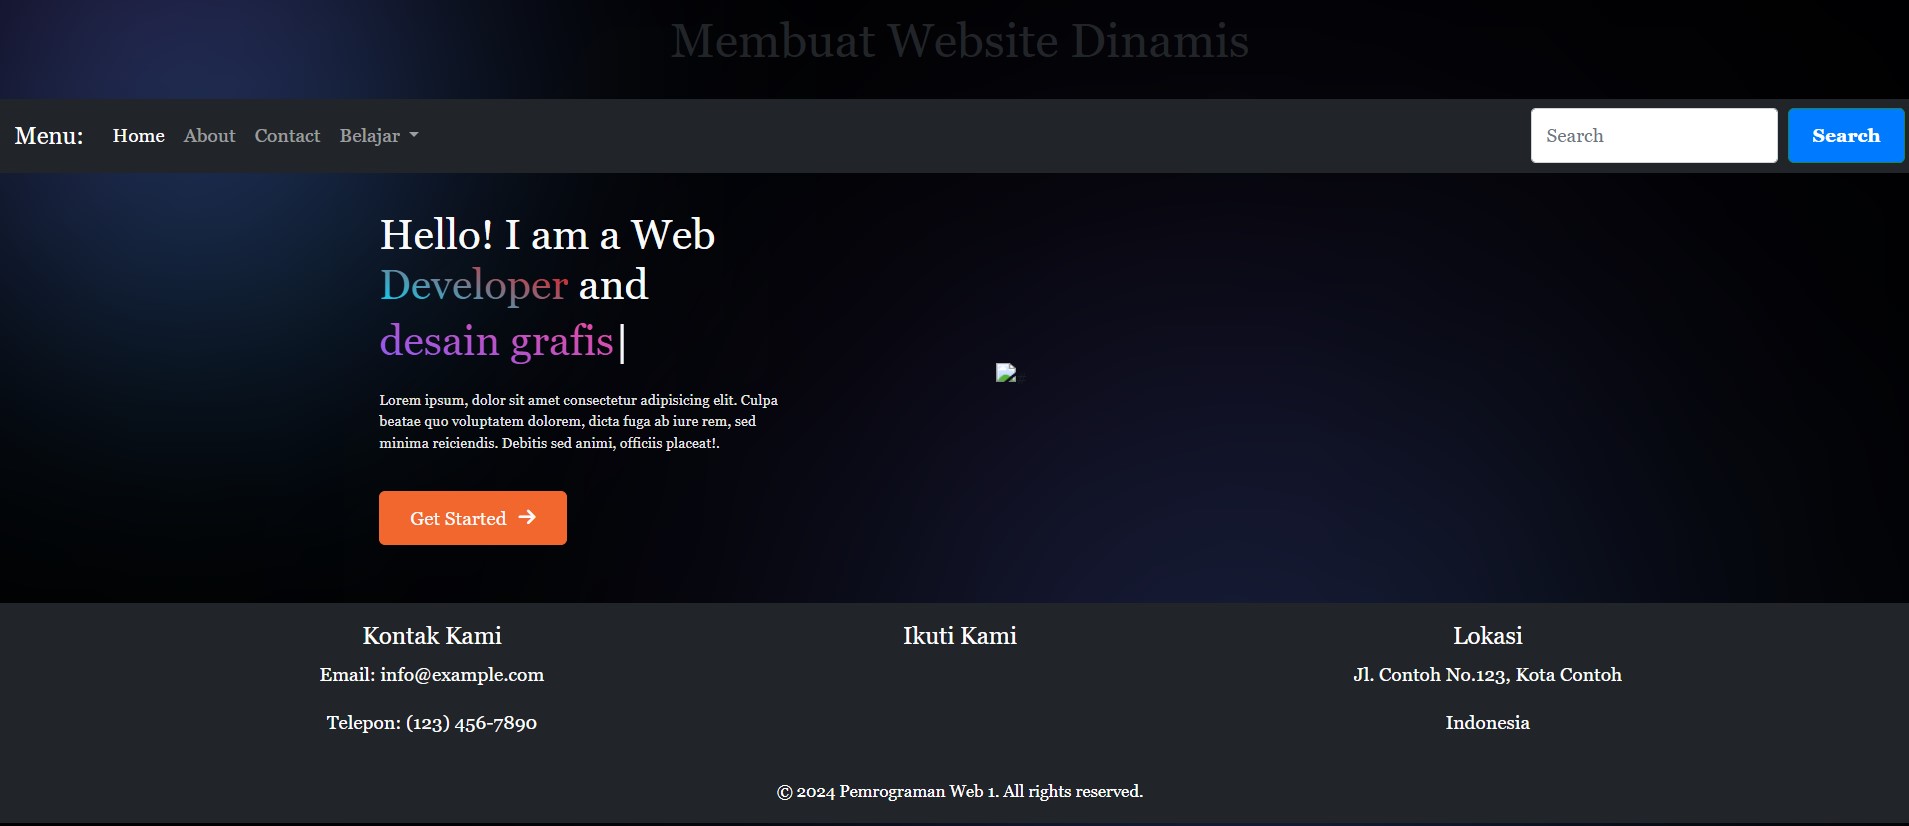 Membuat Website Dinamis
Menu: Home About Contact Belajar Search Search
Hello! I am a Web
Developer and
desain grafis|
Lorem ipsum, dolor sit amet consectetur adipisicing elit. Culpa
beatae quo voluptatem dolorem, dicta fuga ab iure rem, sed
minima reiciendis. Debitis sed animi, officiis placeat!.
Get Started →
Kontak Kami
Email: info@example.com
Telepon: (123) 456-7890
Ikuti Kami
Lokasi
Jl. Contoh No.123, Kota Contoh
Indonesia
© 2024 Pemrograman Web 1. All rights reserved.